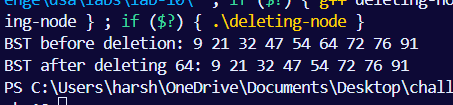 enge\dsa\labs\lab-10\ ; if ($?) { g++ deleting-no
ing-node } ; if ($?) { .\deleting-node }
BST before deletion: 9 21 32 47 54 64 72 76 91
BST after deleting 64: 9 21 32 47 54 72 76 91
PS C:\Users\harsh\OneDrive\Documents\Desktop\chall